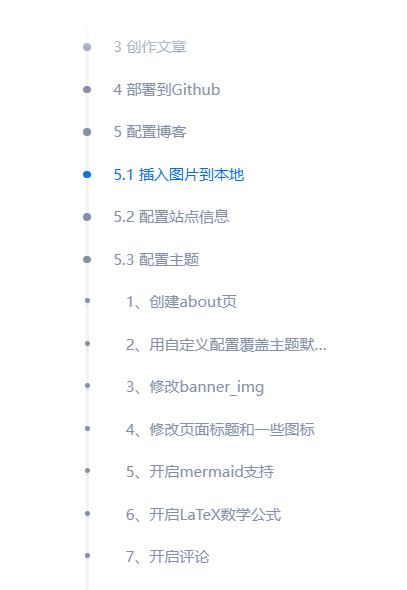 3 创作文章
4 部署到Github
5 配置博客
5.1 插入图片到本地
5.2 配置站点信息
5.3 配置主题
1、创建about页
2、用自定义配置覆盖主题默...
3、修改banner_img
4、修改页面标题和一些图标
5、开启mermaid支持
6、开启LaTeX数学公式
7、开启评论